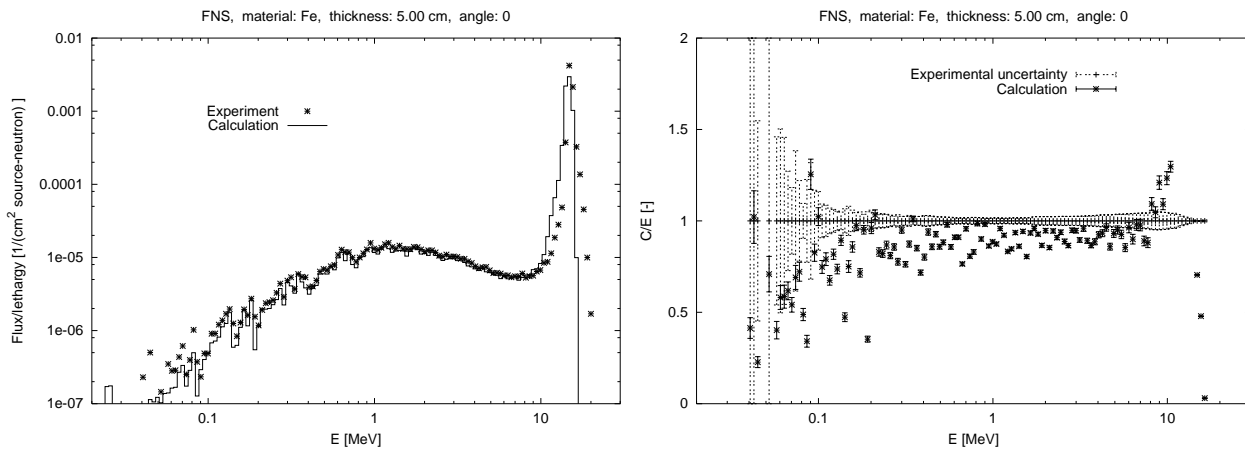 FNS, material: Fe, thickness: 5.00 cm, angle: 0
Flux/lethargy [1/(cm² source-neutron) ]
0.01
0.001
0.0001
1e-05
1e-06
1e-07
Experiment
Calculation
0.1
1
10
E [MeV]
FNS, material: Fe, thickness: 5.00 cm, angle: 0
C/E [-]
2
1.5
1
0.5
0
Experimental uncertainty
Calculation
0.1
1
10
E [MeV]